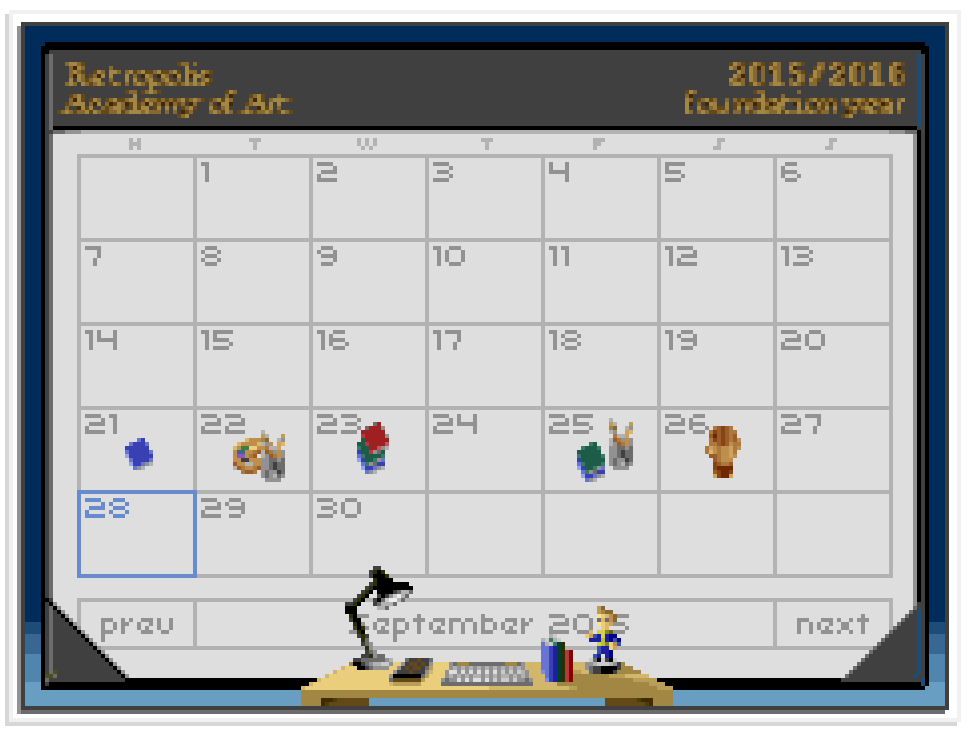 Retropolis
Academy of Art
2015/2016
foundation year
M T W T F S S
1 2 3 4 5 6
7 8 9 10 11 12 13
14 15 16 17 18 19 20
21 22 23 24 25 26 27
28 29 30
prev September 2015 next